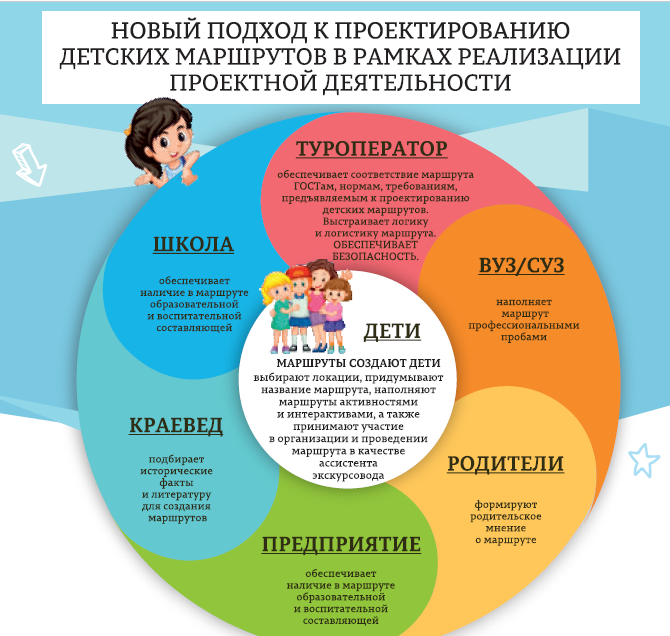 НОВЫЙ ПОДХОД К ПРОЕКТИРОВАНИЮ
ДЕТСКИХ МАРШРУТОВ В РАМКАХ РЕАЛИЗАЦИИ
ПРОЕКТНОЙ ДЕЯТЕЛЬНОСТИ
ТУРОПЕРАТОР
обеспечивает соответствие маршрута
ГОСТам, нормам, требованиям,
предъявляемым к проектированию
детских маршрутов.
Выстраивает логику
и логистику маршрута.
ОБЕСПЕЧИВАЕТ
БЕЗОПАСНОСТЬ.
ШКОЛА
обеспечивает
наличие в маршруте
образовательной
и воспитательной
составляющей
ВУЗ/СУЗ
наполняет
маршрут
профессиональными
пробами
ДЕТИ
МАРШРУТЫ СОЗДАЮТ ДЕТИ
выбирают локации, придумывают
название маршрута, наполняют
маршруты активностями
и интерактивами, а также
принимают участие
в организации и проведении
маршрута в качестве
ассистента
экскурсовода
КРАЕВЕД
подбирает
исторические
факты
и литературу
для создания
маршрутов
РОДИТЕЛИ
формируют
родительское
мнение
о маршруте
ПРЕДПРИЯТИЕ
обеспечивает
наличие в маршруте
образовательной
и воспитательной
составляющей